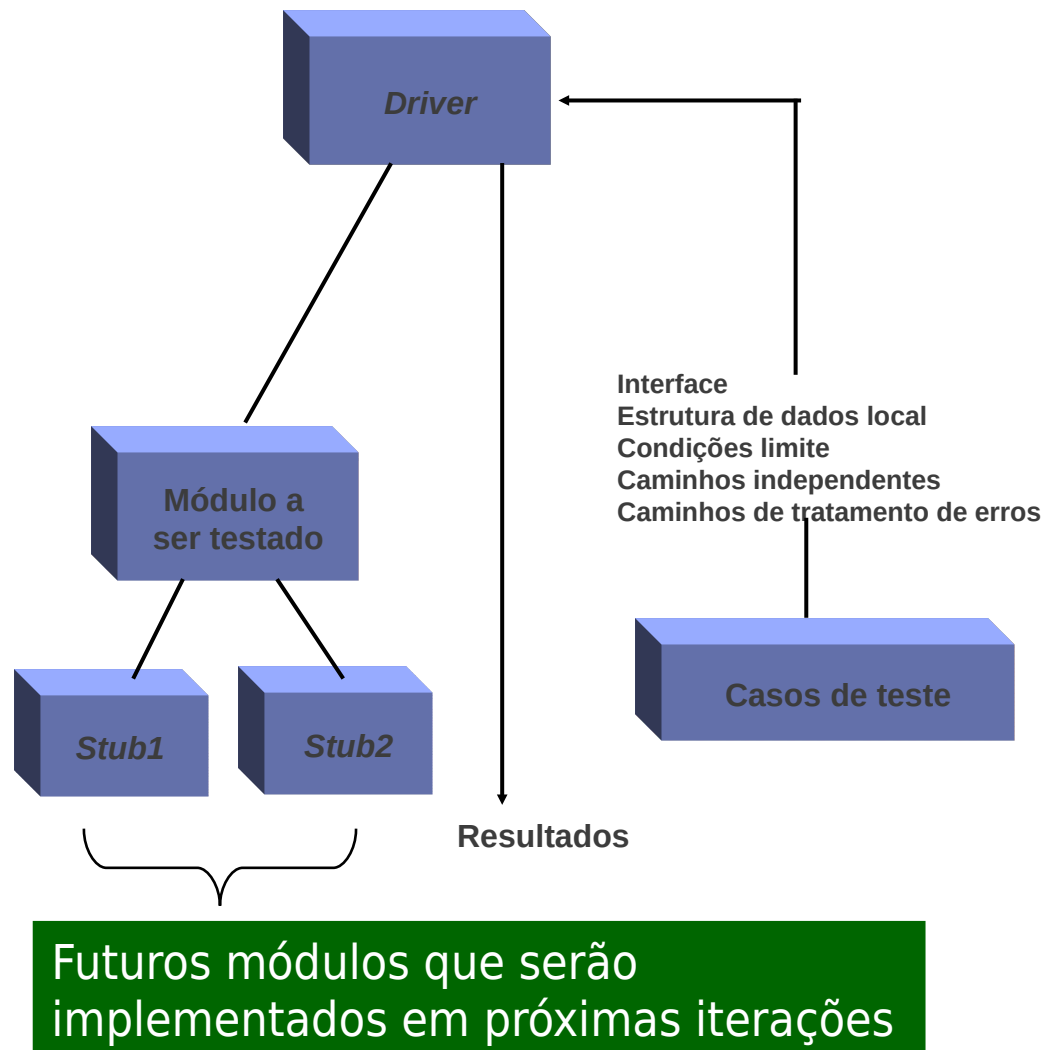 Driver
Interface
Estrutura de dados local
Condições limite
Caminhos independentes
Caminhos de tratamento de erros
Módulo a
ser testado
Casos de teste
Stub1
Stub2
Resultados
Futuros módulos que serão
implementados em próximas iterações